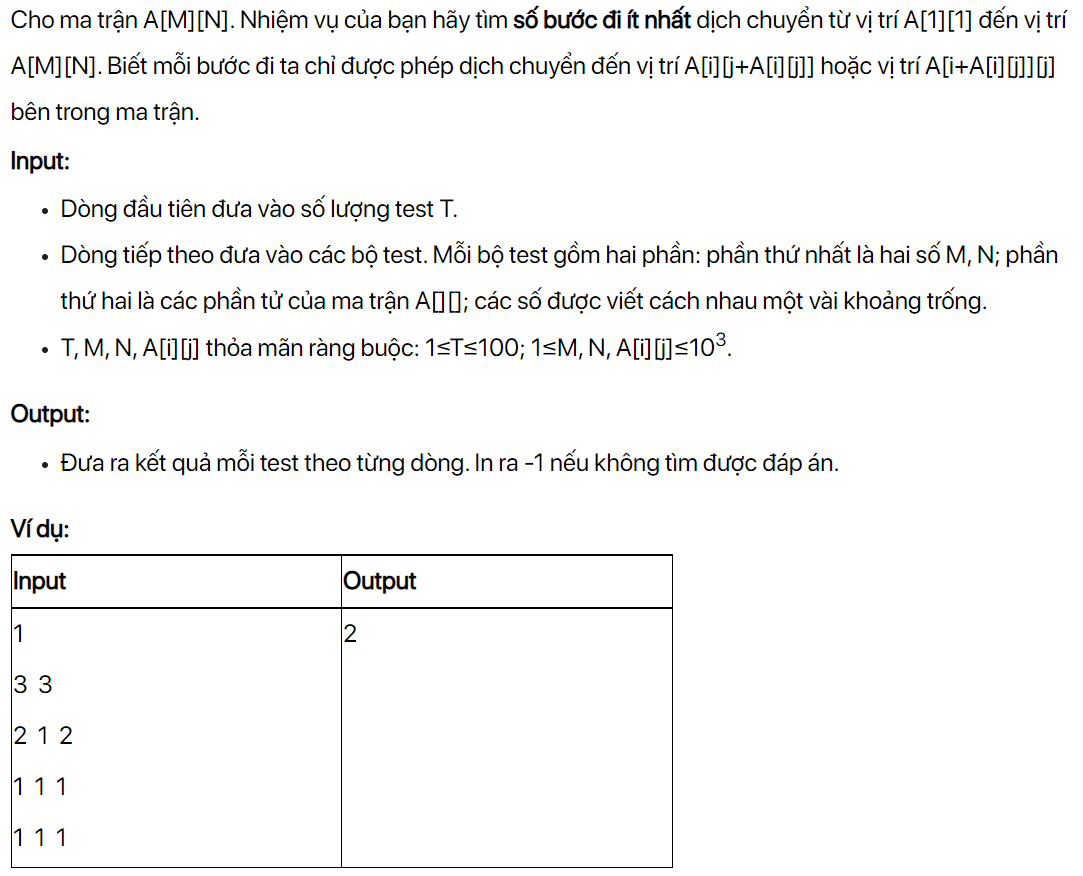 Cho ma trận A[M][N]. Nhiệm vụ của bạn hãy tìm số bước đi ít nhất dịch chuyển từ vị trí A[1][1] đến vị trí
A[M][N]. Biết mỗi bước đi ta chỉ được phép dịch chuyển đến vị trí A[i][j+A[i][j]] hoặc vị trí A[i+A[i][j]][j]
bên trong ma trận.
Input:
• Dòng đầu tiên đưa vào số lượng test T.
• Dòng tiếp theo đưa vào các bộ test. Mỗi bộ test gồm hai phần: phần thứ nhất là hai số M, N; phần
thứ hai là các phần tử của ma trận A[][]; các số được viết cách nhau một vài khoảng trống.
• T, M, N, A[i][j] thỏa mãn ràng buộc: 1≤T≤100; 1≤M, N, A[i][j]≤10³.
Output:
• Đưa ra kết quả mỗi test theo từng dòng. In ra -1 nếu không tìm được đáp án.
Ví dụ:
Input Output
1 2
3 3
2 1 2
1 1 1
1 1 1